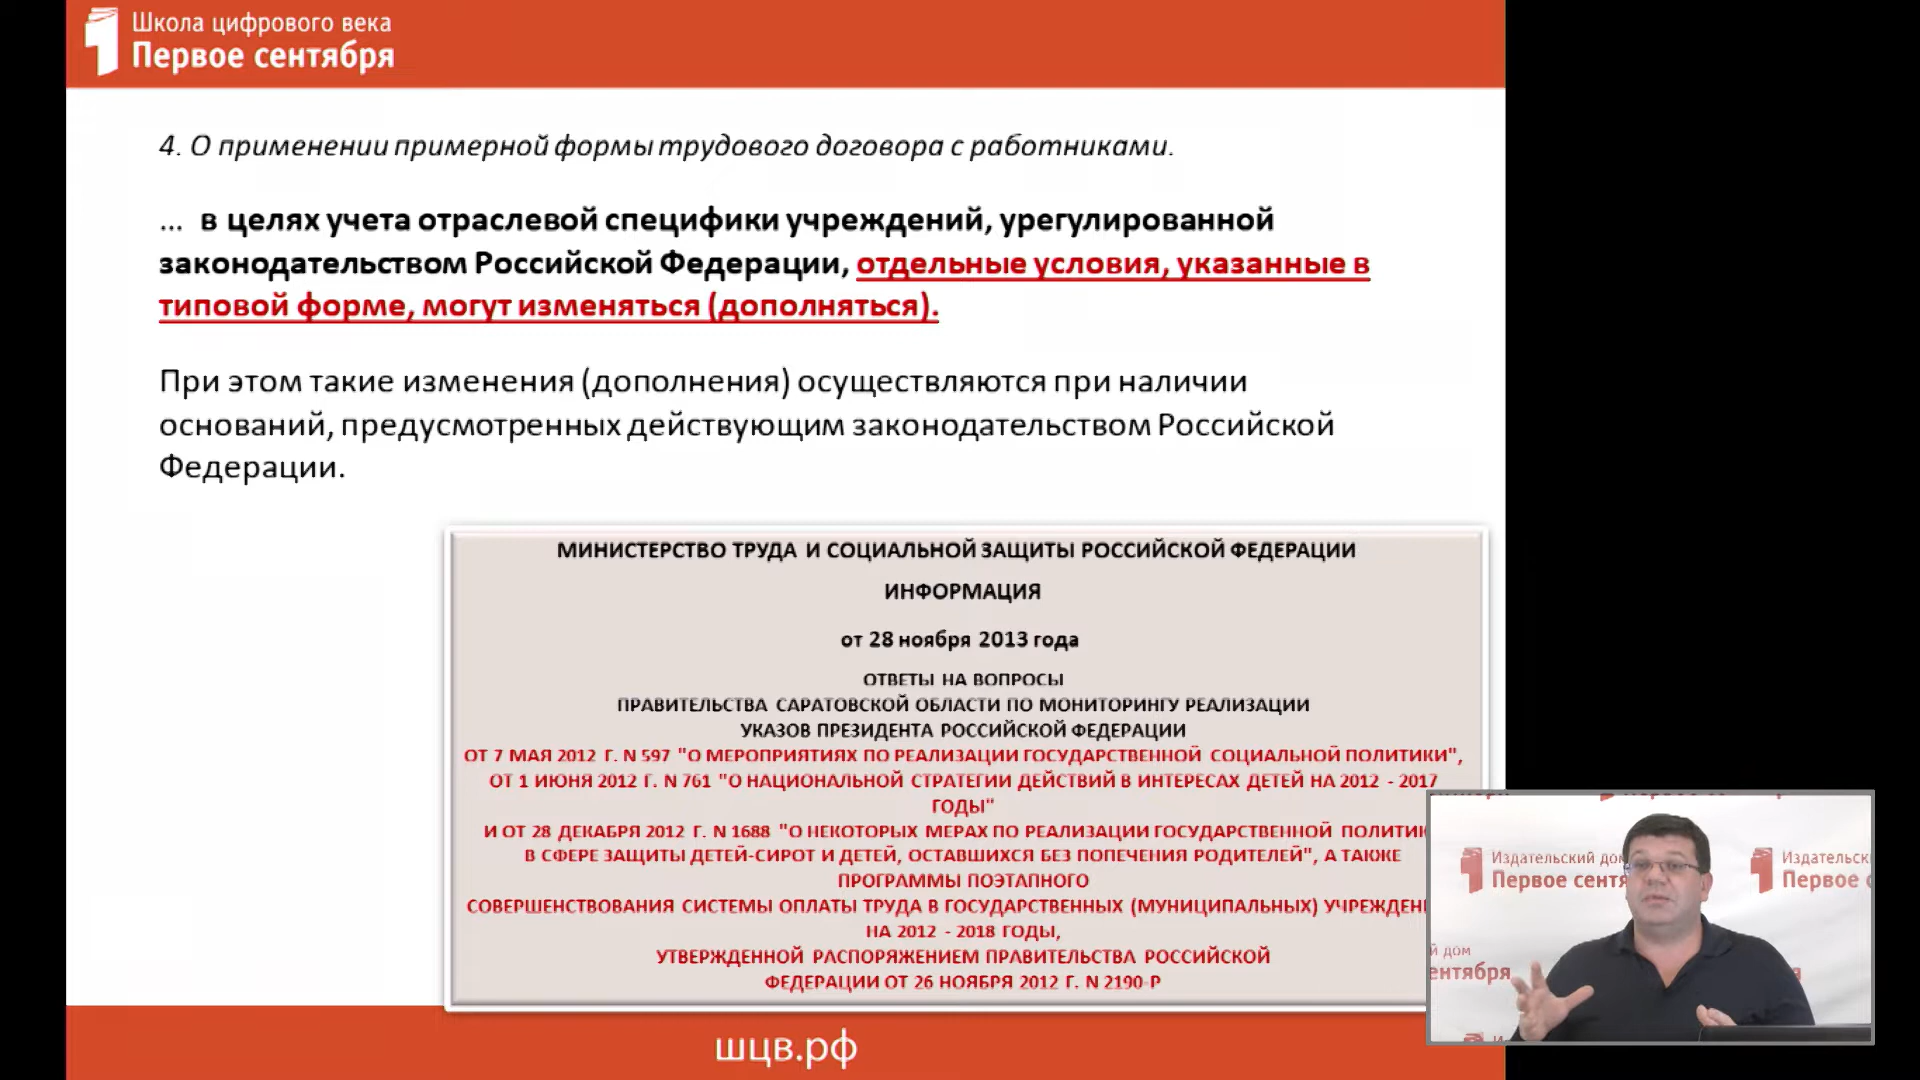 Школа цифрового века
Первое сентября
4. О применении примерной формы трудового договора с работниками.
... в целях учета отраслевой специфики учреждений, урегулированной
законодательством Российской Федерации, отдельные условия, указанные в
типовой форме, могут изменяться (дополняться).
При этом такие изменения (дополнения) осуществляются при наличии
оснований, предусмотренных действующим законодательством Российской
Федерации.
МИНИСТЕРСТВО ТРУДА И СОЦИАЛЬНОЙ ЗАЩИТЫ РОССИЙСКОЙ ФЕДЕРАЦИИ
ИНФОРМАЦИЯ
от 28 ноября 2013 года
ОТВЕТЫ НА ВОПРОСЫ
ПРАВИТЕЛЬСТВА САРАТОВСКОЙ ОБЛАСТИ ПО МОНИТОРИНГУ РЕАЛИЗАЦИИ
УКАЗОВ ПРЕЗИДЕНТА РОССИЙСКОЙ ФЕДЕРАЦИИ
ОТ 7 МАЯ 2012 Г. N 597 "О МЕРОПРИЯТИЯХ ПО РЕАЛИЗАЦИИ ГОСУДАРСТВЕННОЙ СОЦИАЛЬНОЙ ПОЛИТИКИ",
ОТ 1 ИЮНЯ 2012 Г. N 761 "О НАЦИОНАЛЬНОЙ СТРАТЕГИИ ДЕЙСТВИЙ В ИНТЕРЕСАХ ДЕТЕЙ НА 2012 - 2017
ГОДЫ"
И ОТ 28 ДЕКАБРЯ 2012 Г. N 1688 "О НЕКОТОРЫХ МЕРАХ ПО РЕАЛИЗАЦИИ ГОСУДАРСТВЕННОЙ
В СФЕРЕ ЗАЩИТЫ ДЕТЕЙ-СИРОТ И ДЕТЕЙ, ОСТАВШИХСЯ БЕЗ ПОПЕЧЕНИЯ РОДИТЕЛЕЙ", А ТАКЖЕ
ПРОГРАММЫ ПОЭТАПНОГО
СОВЕРШЕНСТВОВАНИЯ СИСТЕМЫ ОПЛАТЫ ТРУДА В ГОСУДАРСТВЕННЫХ (МУНИЦИПАЛЬНЫХ)
НА 2012 - 2018 ГОДЫ,
УТВЕРЖДЕННОЙ РАСПОРЯЖЕНИЕМ ПРАВИТЕЛЬСТВА РОССИЙСКОЙ
ФЕДЕРАЦИИ ОТ 26 НОЯБРЯ 2012 Г. N 2190-Р
Издательский
Первое
Первое
дом
шцв.рф